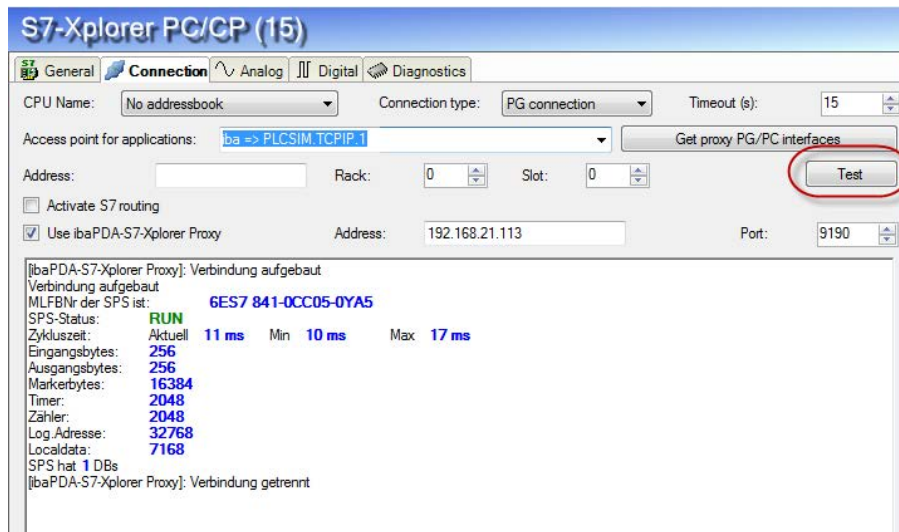 S7-Xplorer PC/CP (15)
S7 General Connection Analog Digital Diagnostics
CPU Name: No addressbook Connection type: PG connection Timeout (s): 15
Access point for applications: iba => PLCSIM.TCPIP.1 Get proxy PG/PC interfaces
Address: Rack: 0 Slot: 0 Test
Activate S7 routing
Use ibaPDA-S7-Xplorer Proxy Address: 192.168.21.113 Port: 9190
[ibaPDA-S7-Xplorer Proxy]: Verbindung aufgebaut
Verbindung aufgebaut
MLFBNr der SPS ist: 6ES7 841-0CC05-0YA5
SPS-Status: RUN
Zykluszeit: Aktuell 11 ms Min 10 ms Max 17 ms
Eingangsbytes: 256
Ausgangsbytes: 256
Markerbytes: 16384
Timer: 2048
Zähler: 2048
Log.Adresse: 32768
Localdata: 7168
SPS hat 1 DBs
[ibaPDA-S7-Xplorer Proxy]: Verbindung getrennt